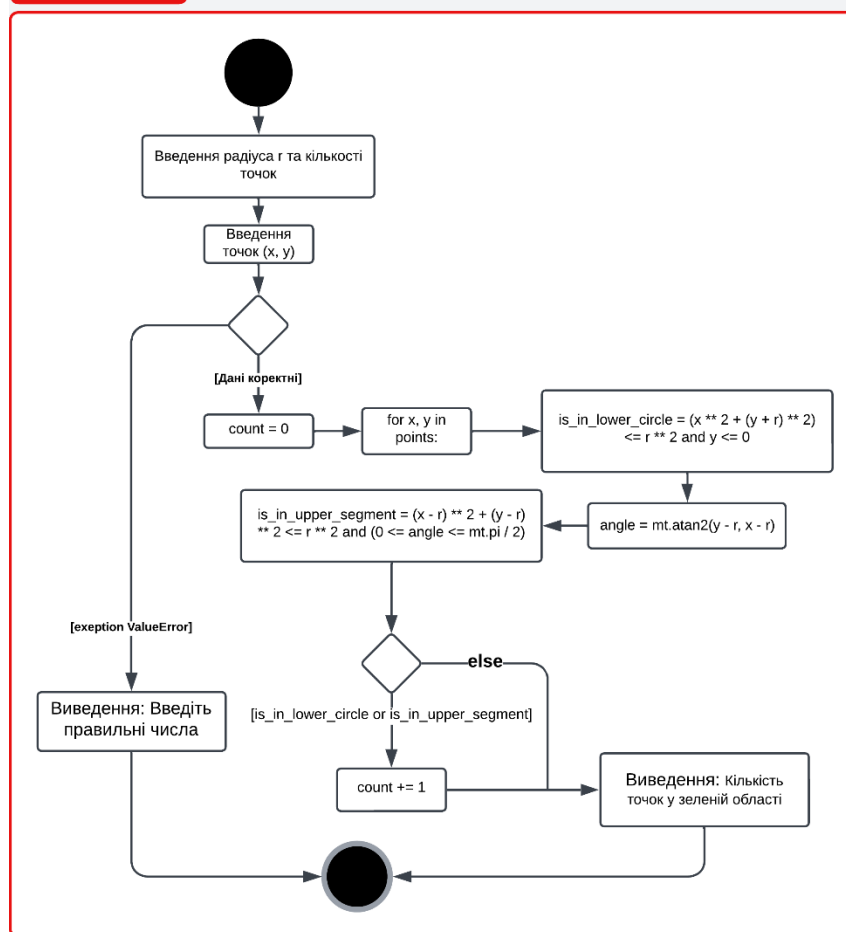 Введення радіуса r та кількості
точок
Введення
точок (x, y)
[Дані коректні]
count = 0
for x, y in
points:
is_in_lower_circle = (x ** 2 + (y + r) ** 2)
<= r ** 2 and y <= 0
angle = mt.atan2(y - r, x - r)
is_in_upper_segment = (x - r) ** 2 + (y - r)
** 2 <= r ** 2 and (0 <= angle <= mt.pi / 2)
[exeption ValueError]
else
[is_in_lower_circle or is_in_upper_segment]
Виведення: Введіть
правильні числа
count += 1
Виведення: Кількість
точок у зеленій області